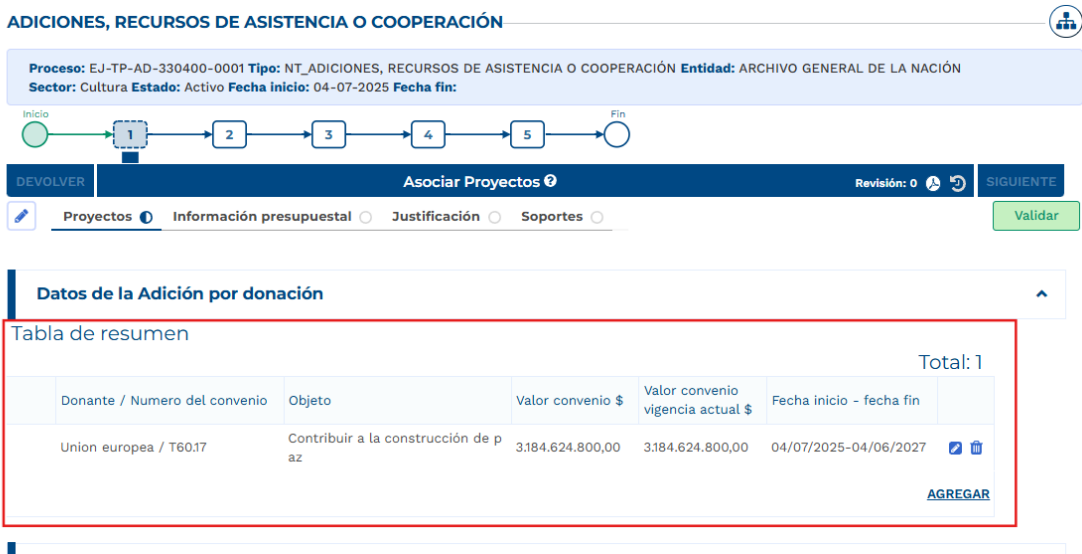 ADICIONES, RECURSOS DE ASISTENCIA O COOPERACIÓN
Proceso: EJ-TP-AD-330400-0001 Tipo: NT_ADICIONES, RECURSOS DE ASISTENCIA O COOPERACIÓN Entidad: ARCHIVO GENERAL DE LA NACIÓN
Sector: Cultura Estado: Activo Fecha inicio: 04-07-2025 Fecha fin:
Inicio
1
2
3
4
5
Fin
DEVOLVER
Asociar Proyectos ?
Revisión: 0
SIGUIENTE
Proyectos
Información presupuestal
Justificación
Soportes
Validar
Datos de la Adición por donación
Tabla de resumen
Total: 1
Donante / Numero del convenio
Objeto
Valor convenio $
Valor convenio
vigencia actual $
Fecha inicio - fecha fin
Union europea / T60.17
Contribuir a la construcción de p
az
3.184.624.800,00
3.184.624.800,00
04/07/2025-04/06/2027
AGREGAR